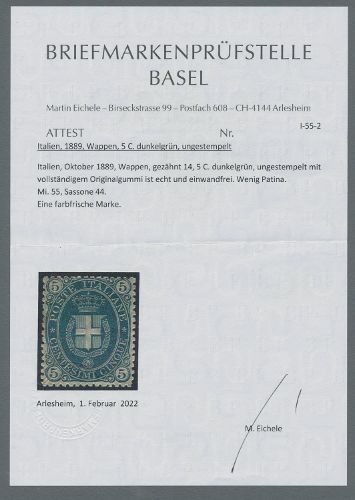 BRIEFMARKENPRÜFSTELLE
BASEL
Martin Eichele – Birseckstrasse 99 – Postfach 608 – CH-4144 Arlesheim
ATTEST Nr. I-55-2
Italien, 1889, Wappen, 5 C. dunkelgrün, ungestempelt
Italien, Oktober 1889, Wappen, gezähnt 14, 5 C. dunkelgrün, ungestempelt mit
vollständigem Originalgummi ist echt und einwandfrei. Wenig Patina.
Mi. 55, Sassone 44.
Eine farbfrische Marke.
5 POSTE ITALIANE 5
5 CENTESIMI CINQUE 5
Arlesheim, 1. Februar 2022
M. Eichele